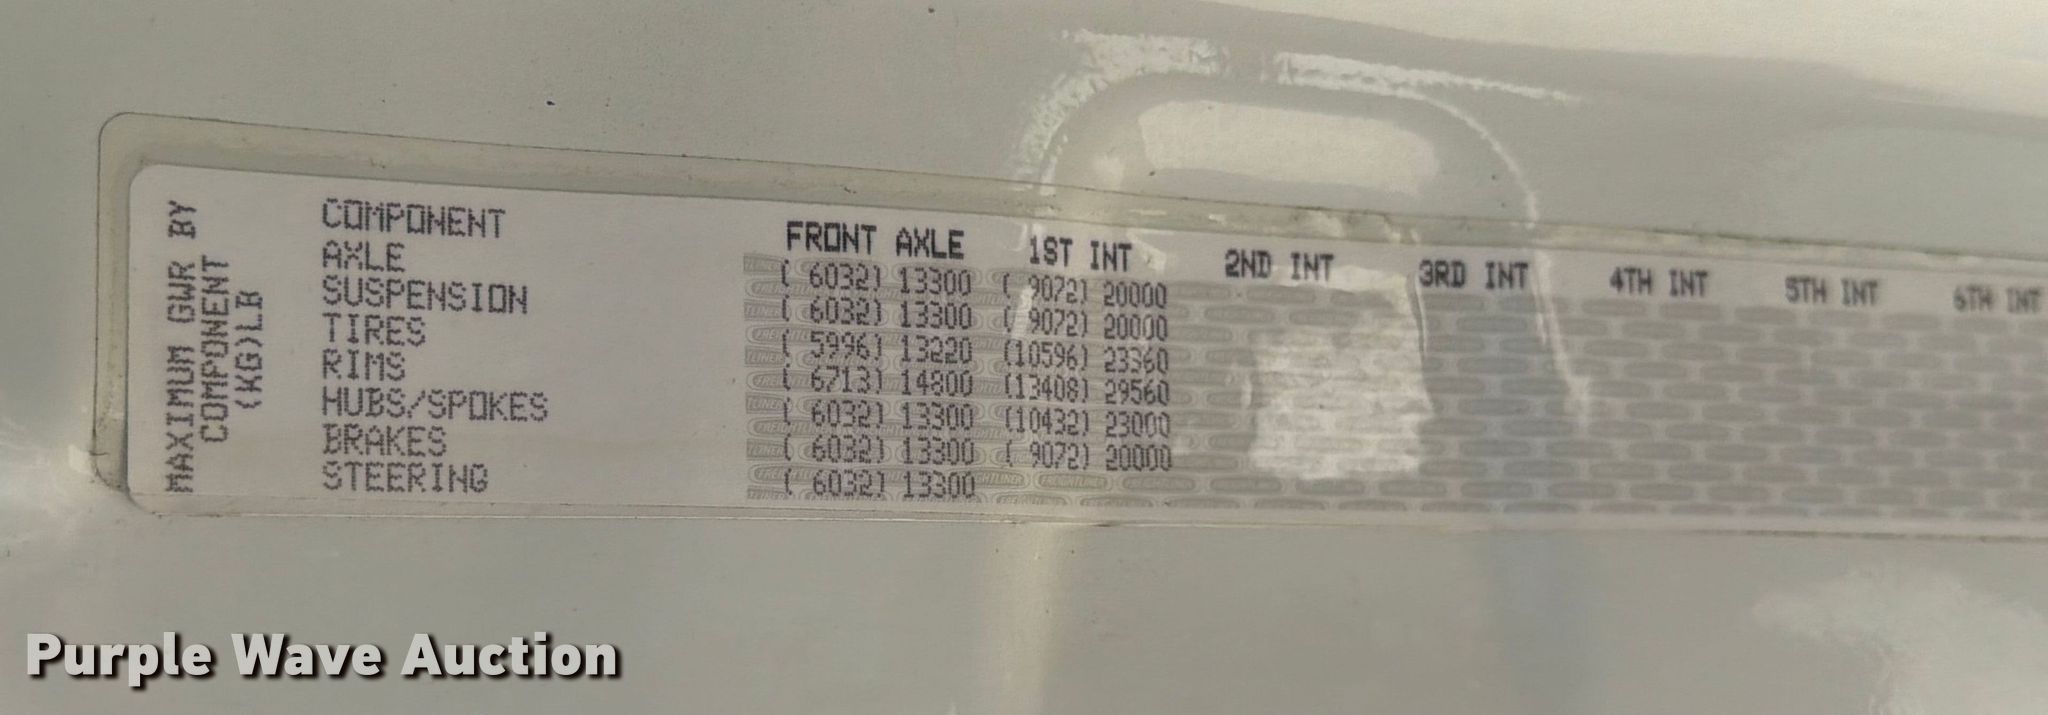 MAXIMUM GWR BY
COMPONENT
(KG)LB
COMPONENT FRONT AXLE 1ST INT 2ND INT 3RD INT 4TH INT 5TH INT 6TH INT
AXLE ( 6032) 13300 ( 9072) 20000
SUSPENSION ( 6032) 13300 ( 9072) 20000
TIRES ( 5996) 13220 (10596) 23360
RIMS ( 6713) 14800 (13408) 29560
HUBS/SPOKES ( 6032) 13300 (10432) 23000
BRAKES ( 6032) 13300 ( 9072) 20000
STEERING ( 6032) 13300
Purple Wave Auction